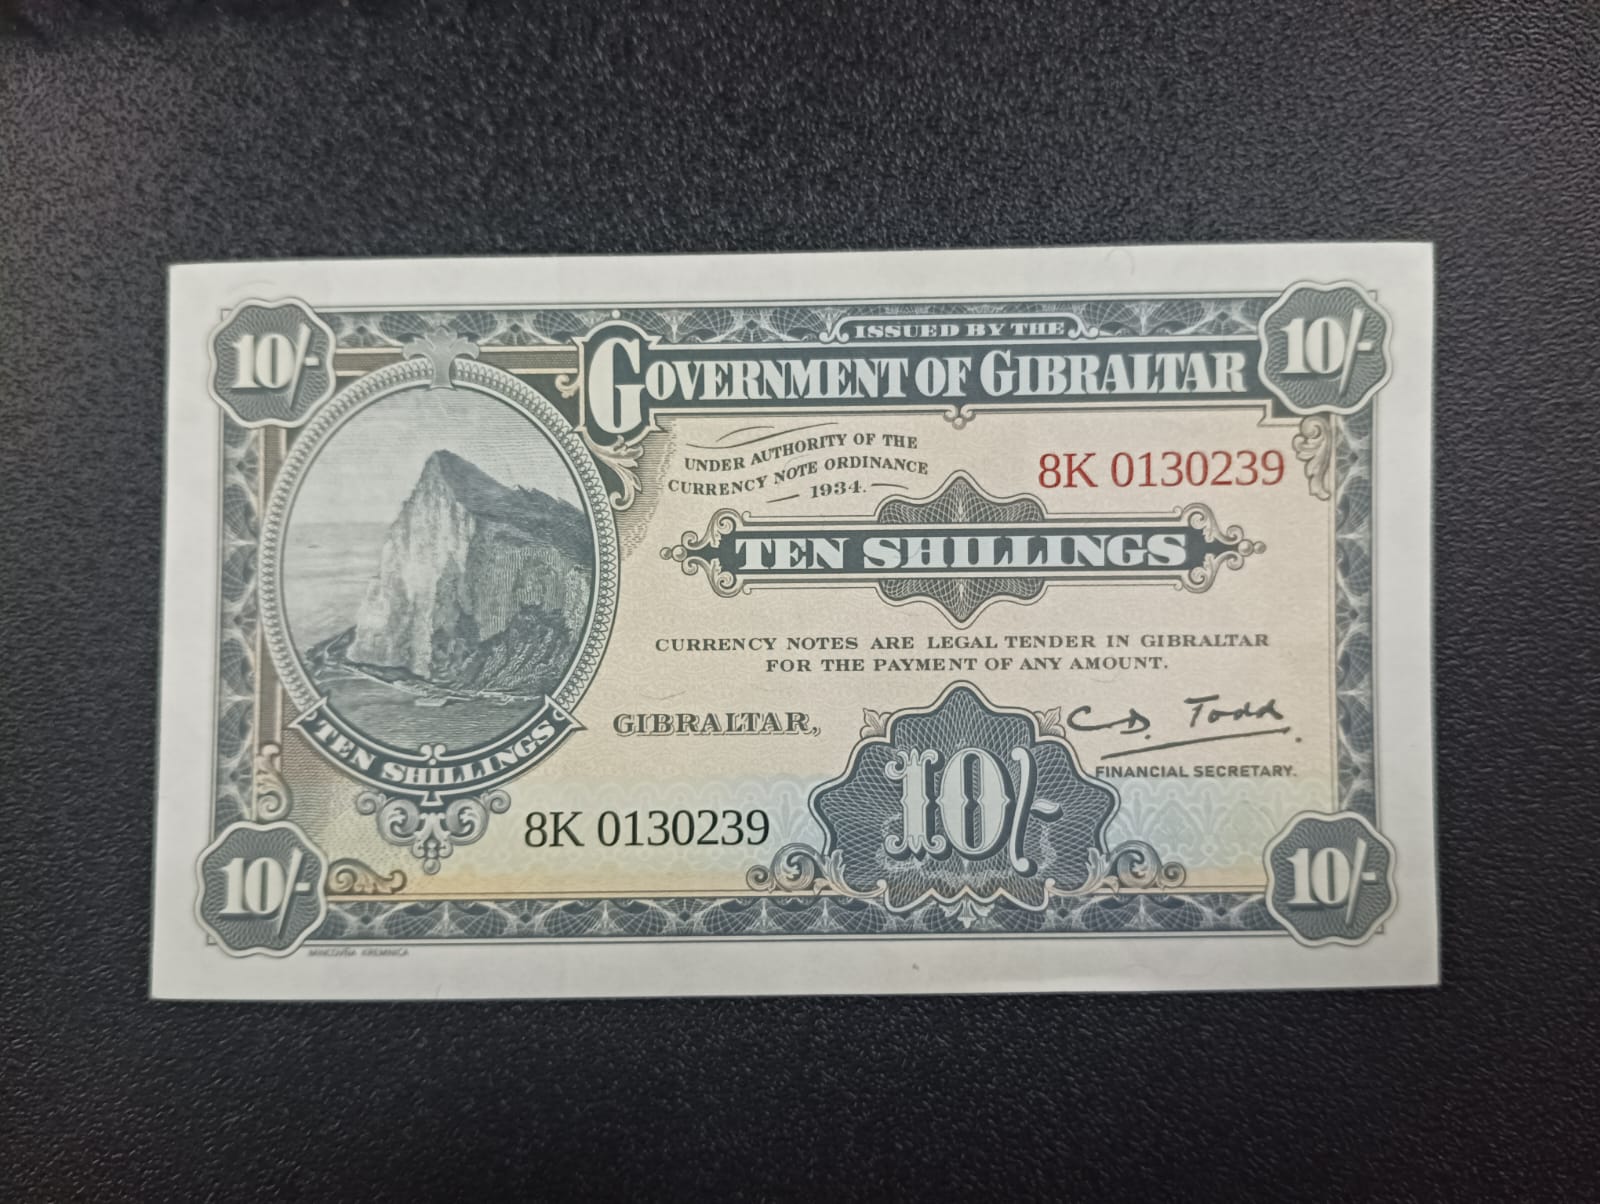 10/-
10/-
ISSUED BY THE
GOVERNMENT OF GIBRALTAR
UNDER AUTHORITY OF THE
CURRENCY NOTE ORDINANCE
1934.
8K 0130239
TEN SHILLINGS
CURRENCY NOTES ARE LEGAL TENDER IN GIBRALTAR
FOR THE PAYMENT OF ANY AMOUNT.
GIBRALTAR,
C D. Todd
FINANCIAL SECRETARY.
TEN SHILLINGS
10/-
8K 0130239
10/-
10/-
MINCOVŇA KREMNICA